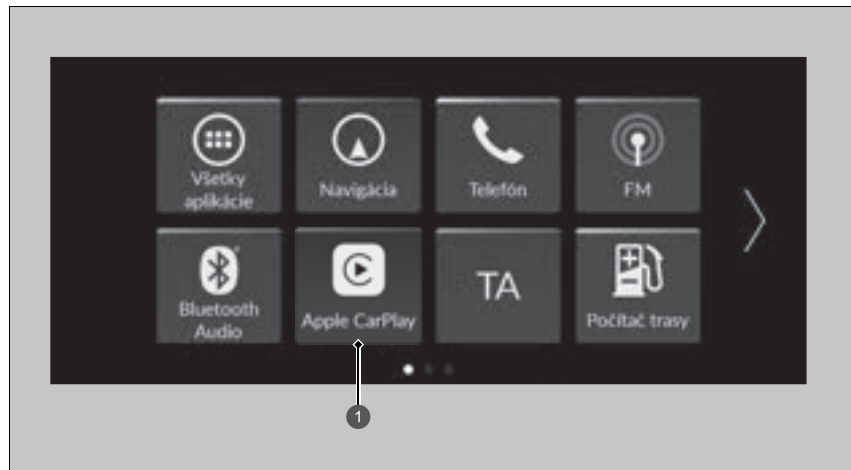 Všetky
aplikácie
Navigácia
Telefón
FM
Bluetooth
Audio
Apple CarPlay
TA
Počítač trasy
1